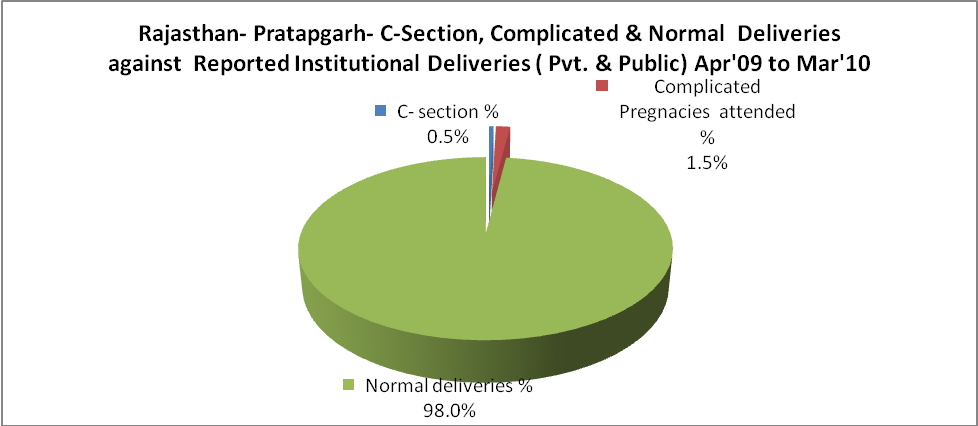 Rajasthan- Pratapgarh- C-Section, Complicated & Normal Deliveries
against Reported Institutional Deliveries ( Pvt. & Public) Apr'09 to Mar'10
C- section %
0.5%
Complicated
Pregnacies attended
%
1.5%
Normal deliveries %
98.0%